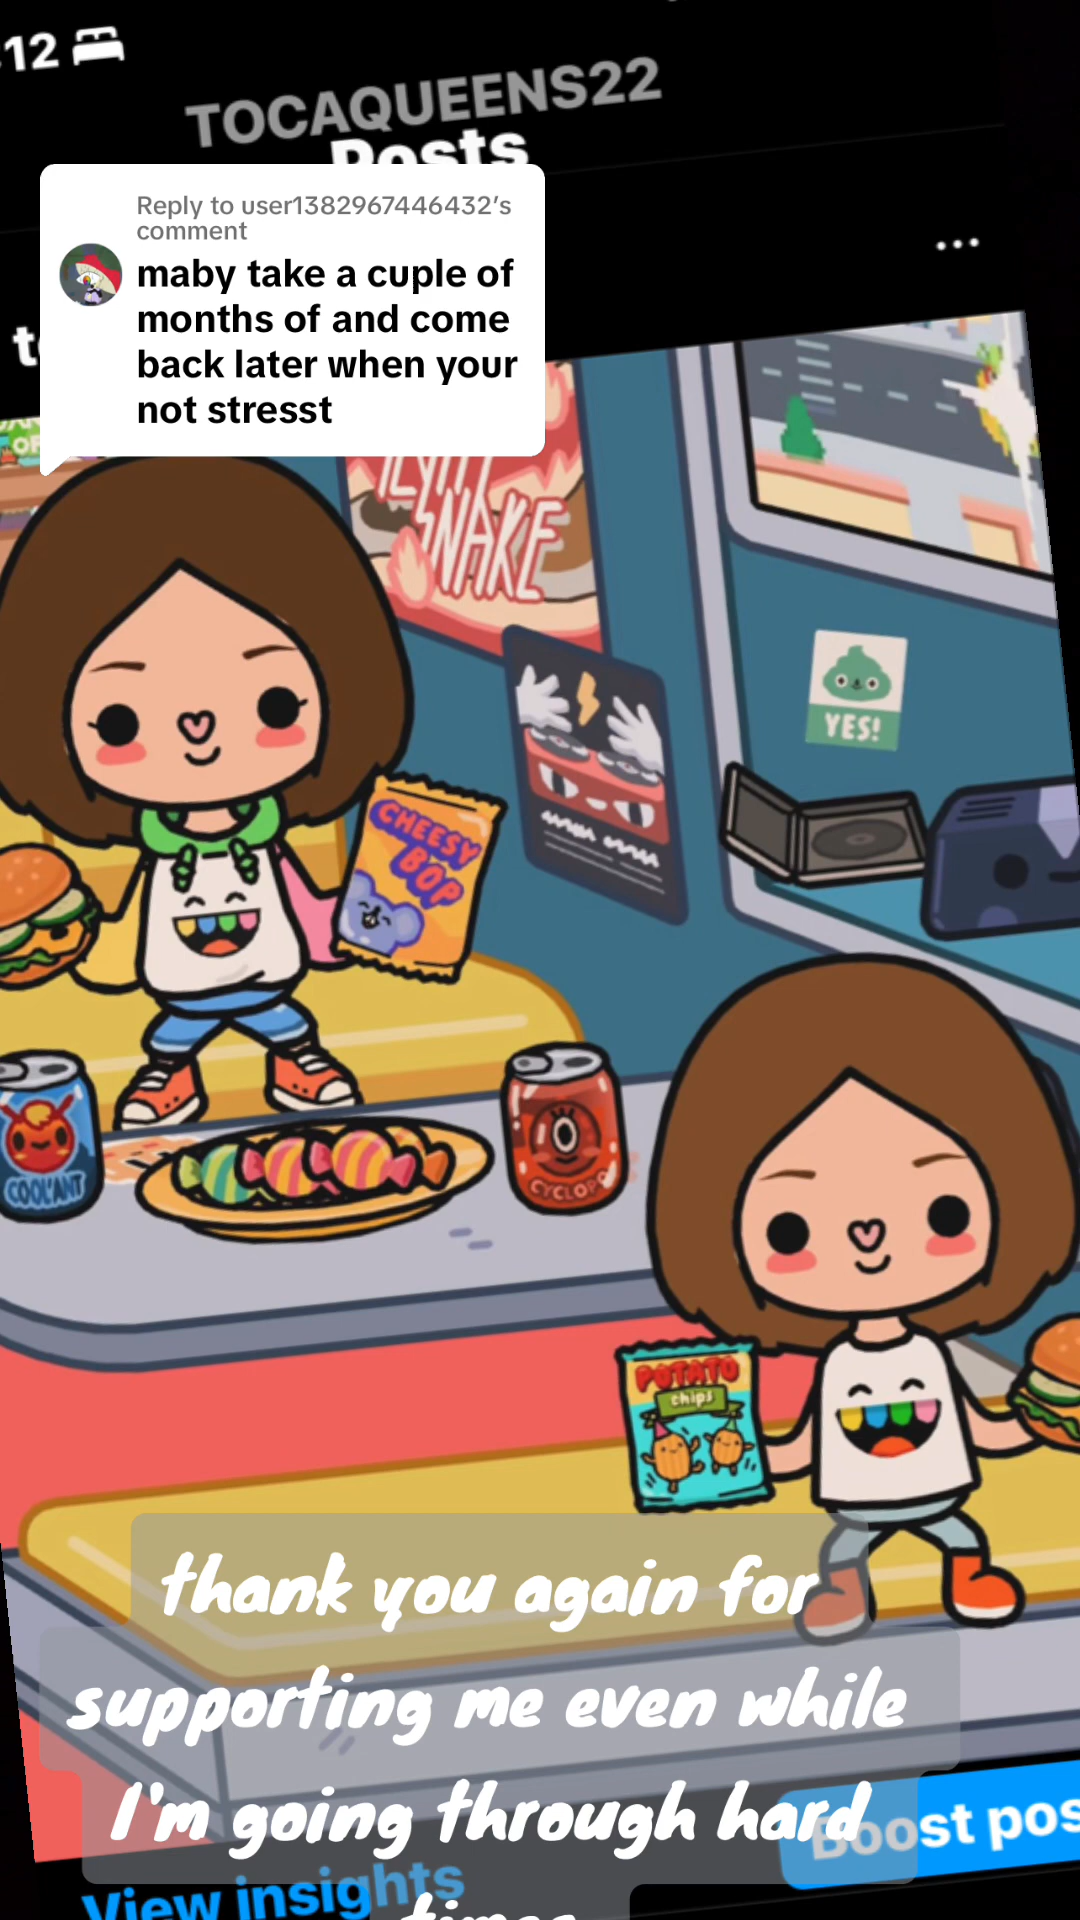 12
TOCAQUEENS22
Posts
Reply to user1382967446432's
comment
maby take a cuple of
months of and come
back later when your
not stresst
OF
SNAKE
YES!
CHEESY
BOP
COOL'ANT
CYCLOPS
POTATO
chips
thank you again for
supporting me even while
I'm going through hard
times
Boost pos
View insights